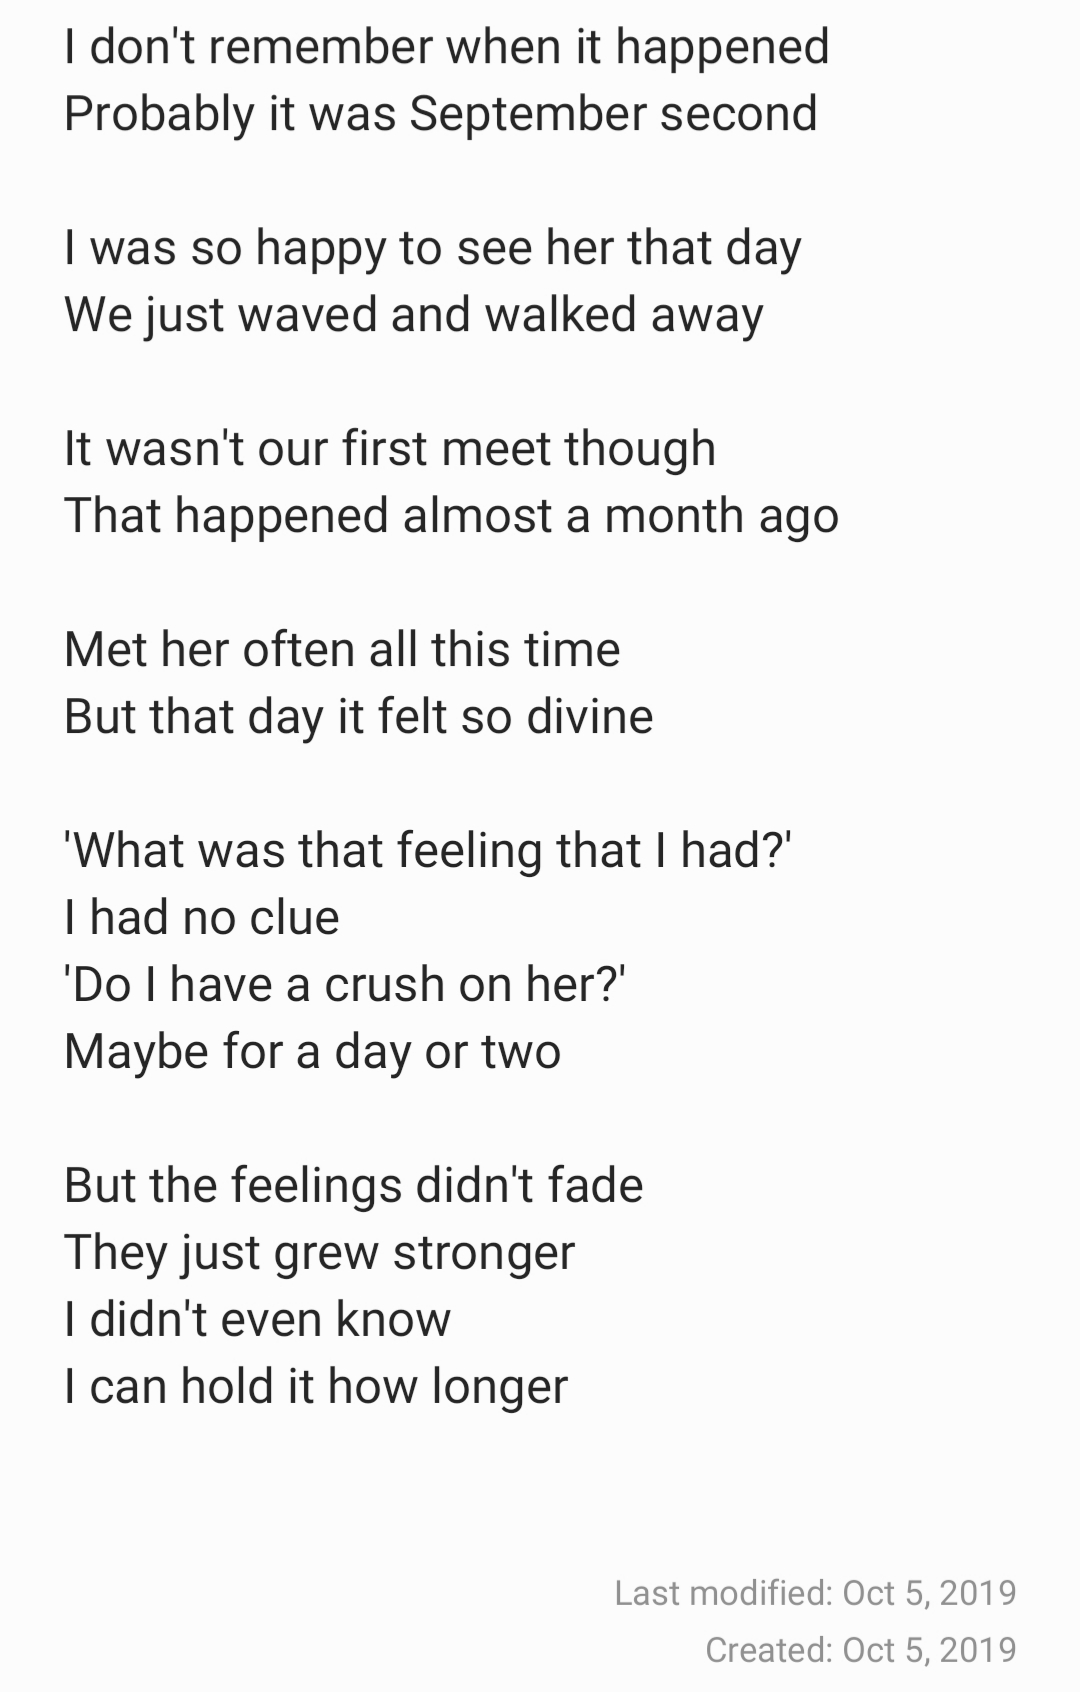 I don't remember when it happened
Probably it was September second
I was so happy to see her that day
We just waved and walked away
It wasn't our first meet though
That happened almost a month ago
Met her often all this time
But that day it felt so divine
'What was that feeling that I had?'
I had no clue
'Do I have a crush on her?'
Maybe for a day or two
But the feelings didn't fade
They just grew stronger
I didn't even know
I can hold it how longer
Last modified: Oct 5, 2019
Created: Oct 5, 2019